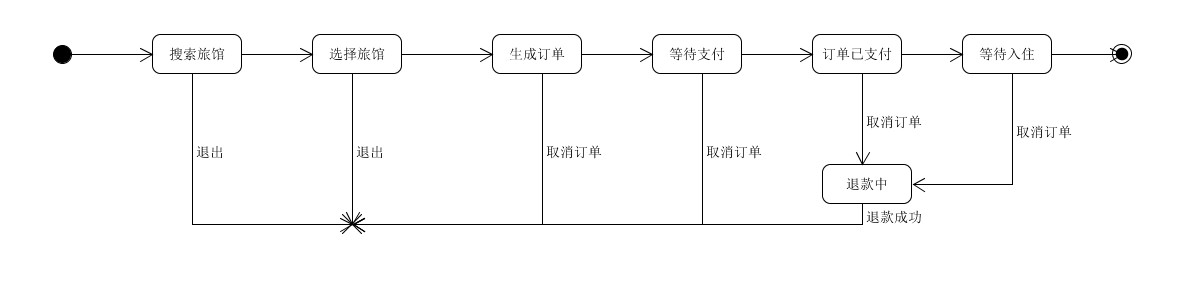 搜索旅馆
选择旅馆
生成订单
等待支付
订单已支付
等待入住
取消订单
取消订单
退出
退出
取消订单
取消订单
退款中
退款成功